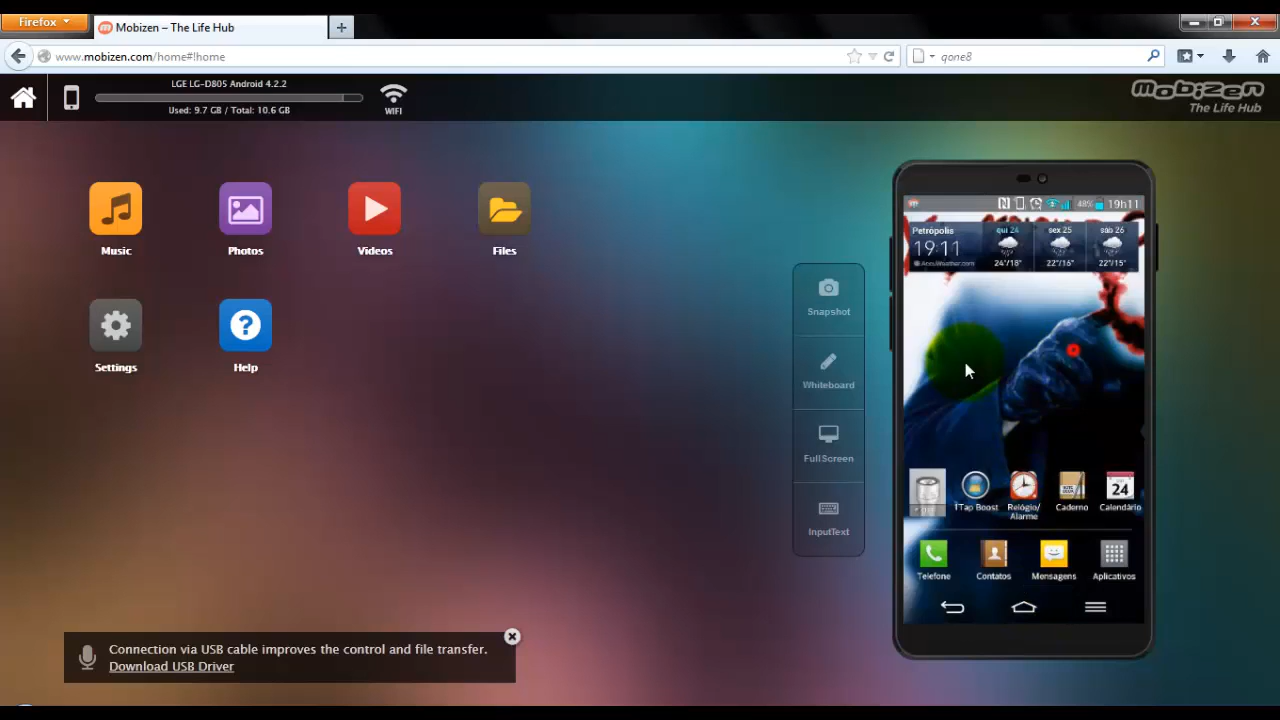 Firefox
Mobizen – The Life Hub
www.mobizen.com/home#!home
qone8
LGE LG-D805 Android 4.2.2
Used: 9.7 GB / Total: 10.6 GB
WIFI
mobizen
The Life Hub
Music
Photos
Videos
Files
Settings
Help
Snapshot
Whiteboard
FullScreen
InputText
48%
19h11
Petrópolis
19:11
AccuWeather.com
qui 24
24°/18°
sex 25
22°/16°
sáb 26
22°/15°
1Tap Boost
Relógio/
Alarme
Caderno
24
Calendário
Telefone
Contatos
Mensagens
Aplicativos
Connection via USB cable improves the control and file transfer.
Download USB Driver